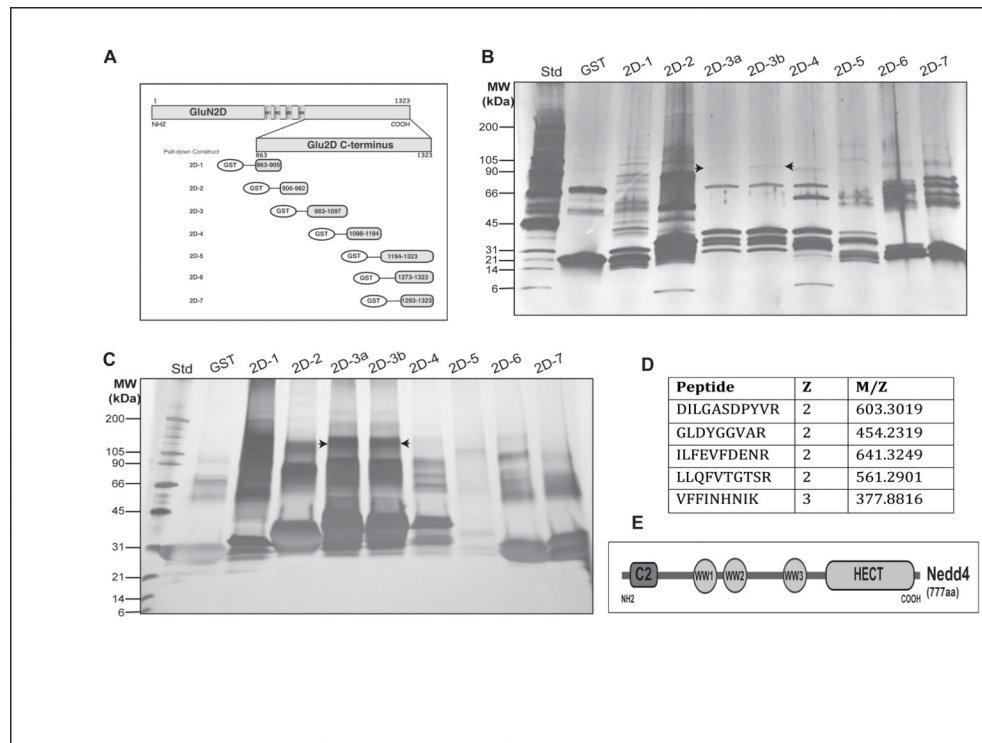 A
1 1323
GluN2D
M1 M2 M3 M4
NH2 COOH
Glu2D C-terminus
863 1323
Pull-down Construct
2D-1 GST 863-905
2D-2 GST 906-982
2D-3 GST 983-1097
2D-4 GST 1098-1194
2D-5 GST 1194-1323
2D-6 GST 1273-1323
2D-7 GST 1293-1323
B
Std GST 2D-1 2D-2 2D-3a 2D-3b 2D-4 2D-5 2D-6 2D-7
MW
(kDa)
200
105
90
66
45
31
21
14
6
C
Std GST 2D-1 2D-2 2D-3a 2D-3b 2D-4 2D-5 2D-6 2D-7
MW
(kDa)
200
105
90
66
45
31
21
14
6
D
Peptide Z M/Z
DILGASDPYVR 2 603.3019
GLDYGGVAR 2 454.2319
ILFEVFDENR 2 641.3249
LLQFVTGTSR 2 561.2901
VFFINHNIK 3 377.8816
E
C2 WW1 WW2 WW3 HECT Nedd4
NH2 COOH (777aa)